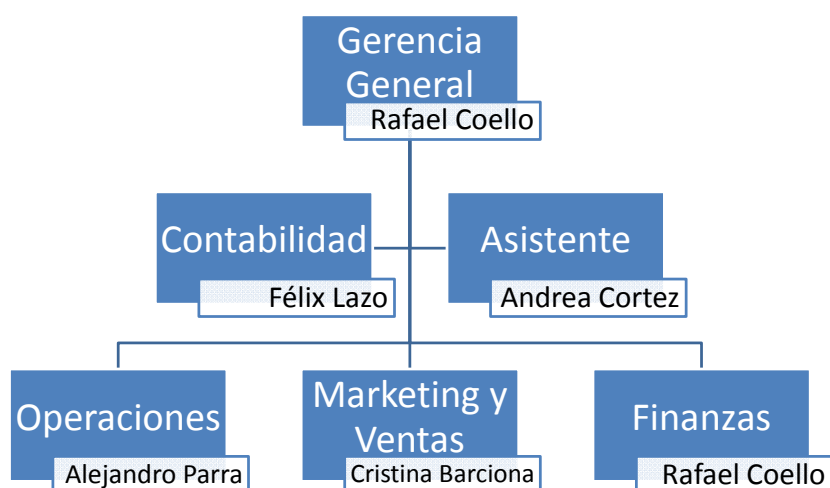 Gerencia
General
Rafael Coello
Contabilidad
Félix Lazo
Asistente
Andrea Cortez
Operaciones
Alejandro Parra
Marketing y
Ventas
Cristina Barciona
Finanzas
Rafael Coello